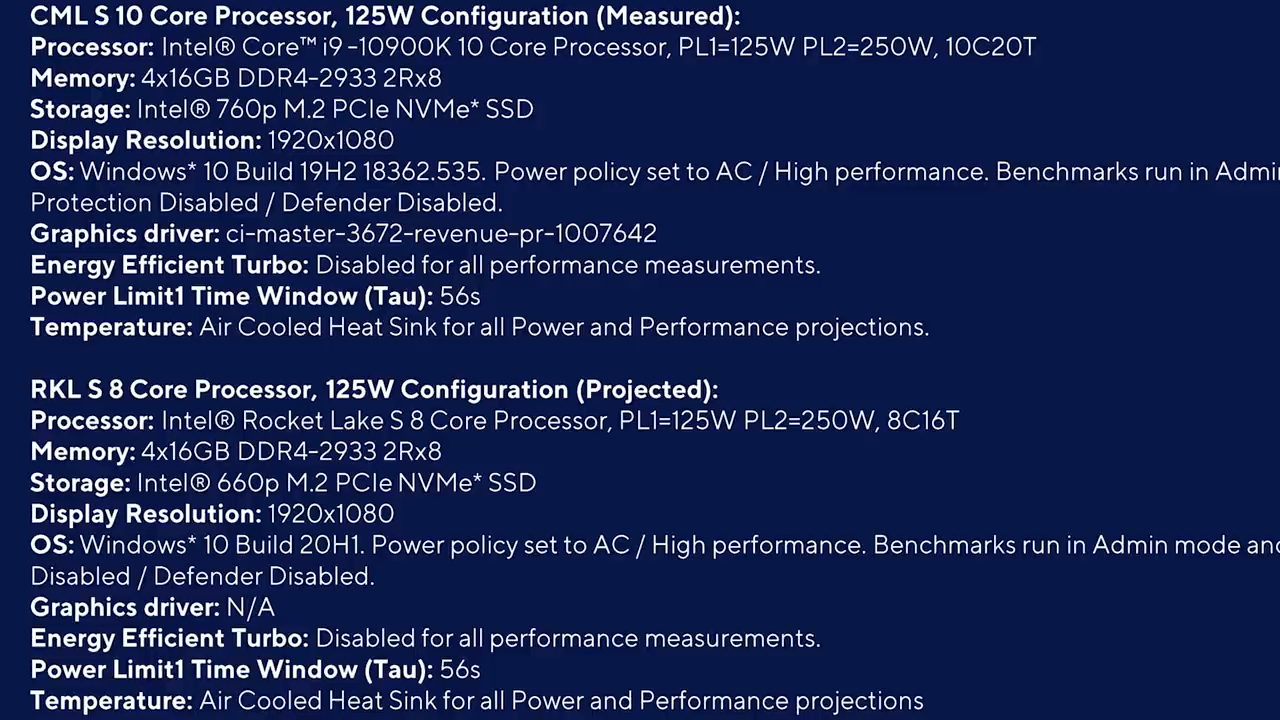 CML S 10 Core Processor, 125W Configuration (Measured):
Processor: Intel® Core™ i9 -10900K 10 Core Processor, PL1=125W PL2=250W, 10C20T
Memory: 4x16GB DDR4-2933 2Rx8
Storage: Intel® 760p M.2 PCIe NVMe* SSD
Display Resolution: 1920x1080
OS: Windows* 10 Build 19H2 18362.535. Power policy set to AC / High performance. Benchmarks run in
Protection Disabled / Defender Disabled.
Graphics driver: ci-master-3672-revenue-pr-1007642
Energy Efficient Turbo: Disabled for all performance measurements.
Power Limit1 Time Window (Tau): 56s
Temperature: Air Cooled Heat Sink for all Power and Performance projections.
RKL S 8 Core Processor, 125W Configuration (Projected):
Processor: Intel® Rocket Lake S 8 Core Processor, PL1=125W PL2=250W, 8C16T
Memory: 4x16GB DDR4-2933 2Rx8
Storage: Intel® 660p M.2 PCIe NVMe* SSD
Display Resolution: 1920x1080
OS: Windows* 10 Build 20H1. Power policy set to AC / High performance. Benchmarks run in Admin mode
Disabled / Defender Disabled.
Graphics driver: N/A
Energy Efficient Turbo: Disabled for all performance measurements.
Power Limit1 Time Window (Tau): 56s
Temperature: Air Cooled Heat Sink for all Power and Performance projections